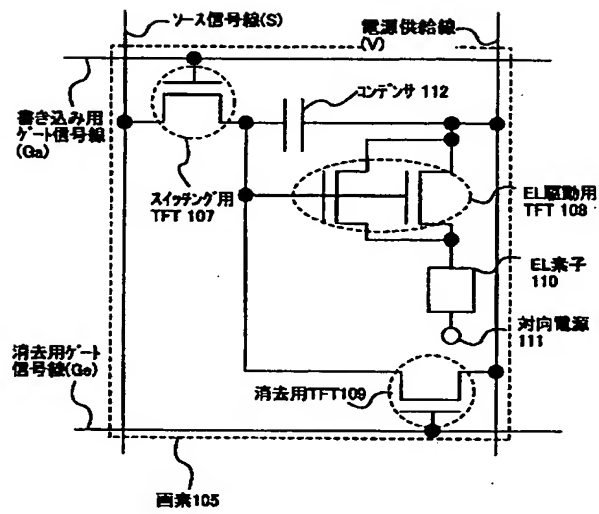 ソース信号線(S)
電源供給線
(V)
書き込み用
ゲート信号線
(Ga)
コンデンサ 112
スイッチング用
TFT 107
EL駆動用
TFT 108
EL素子
110
対向電源
111
消去用ゲート
信号線(Ge)
消去用TFT109
画素105